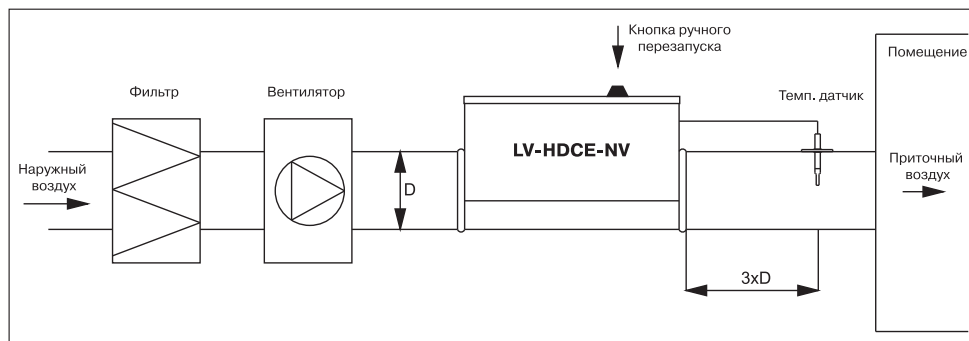 Кнопка ручного
перезапуска
Помещение
Фильтр
Вентилятор
Темп. датчик
LV-HDCE-NV
Наружный
воздух
D
Приточный
воздух
3xD